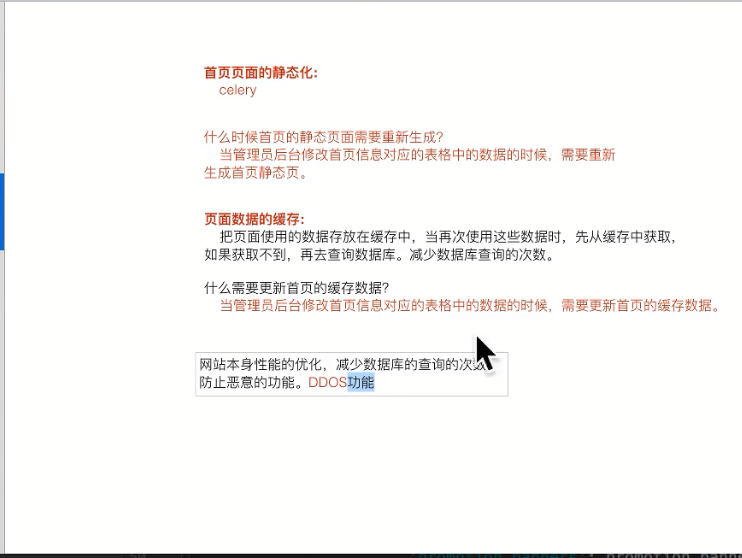 首页页面的静态化：
celery
什么时候首页的静态页面需要重新生成？
当管理员后台修改首页信息对应的表格中的数据的时候，需要重新
生成首页静态页。
页面数据的缓存：
把页面使用的数据存放在缓存中，当再次使用这些数据时，先从缓存中获取，
如果获取不到，再去查询数据库。减少数据库查询的次数。
什么需要更新首页的缓存数据？
当管理员后台修改首页信息对应的表格中的数据的时候，需要更新首页的缓存数据。
网站本身性能的优化，减少数据库的查询的次数
防止恶意的功能。DDOS功能